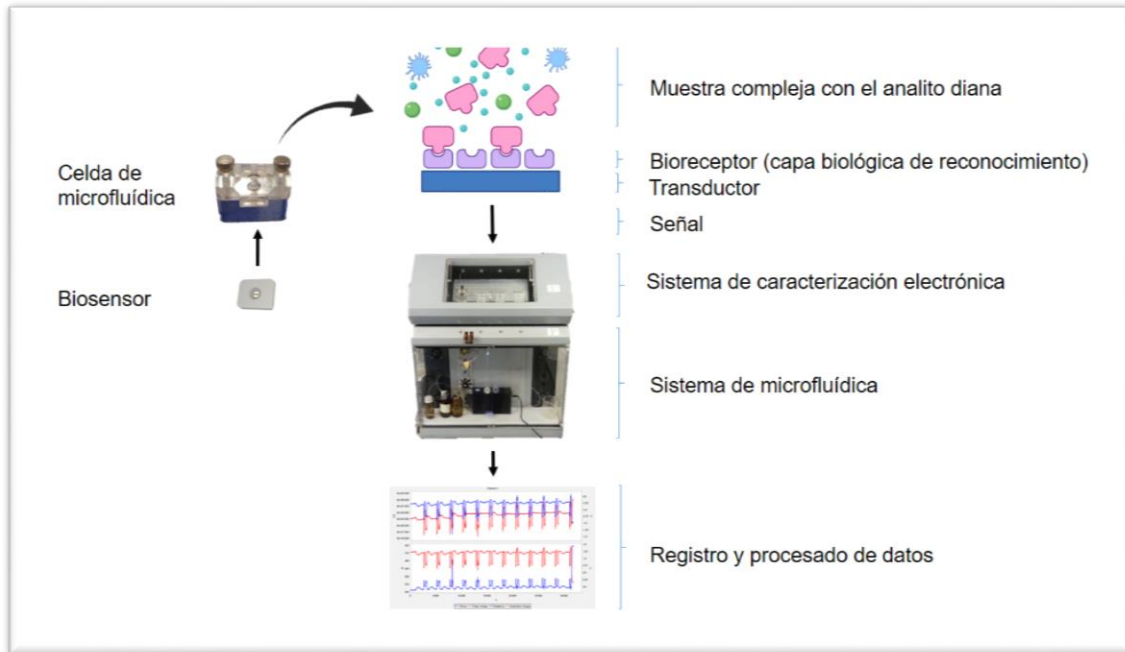 Muestra compleja con el analito diana
Celda de
microfluídica
Bioreceptor (capa biológica de reconocimiento)
Transductor
Señal
Biosensor
Sistema de caracterización electrónica
Sistema de microfluídica
Registro y procesado de datos